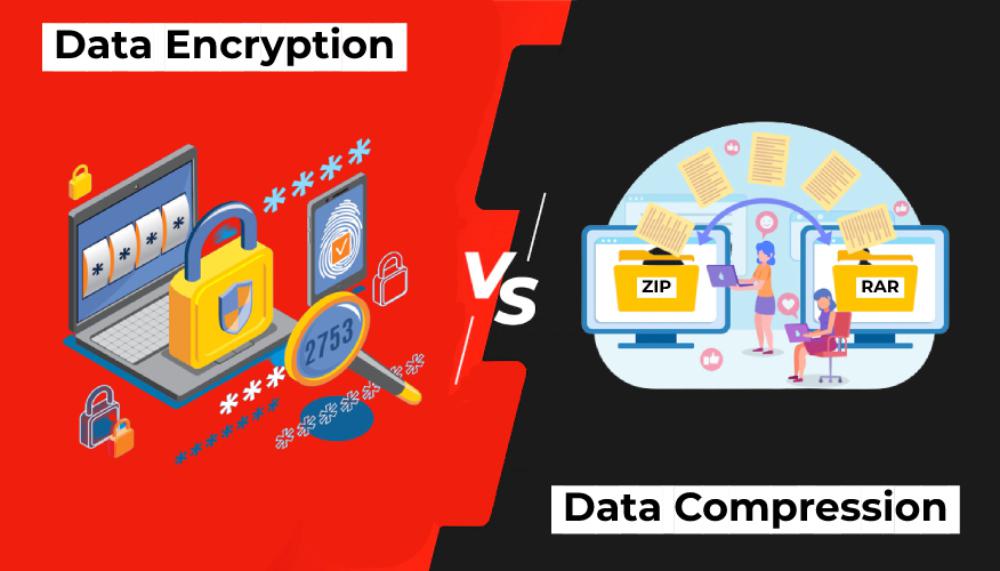 Data Encryption
* * * *
* * * *
2753
* * *
* * * * * * *
* * * * * * *
VS
ZIP
RAR
Data Compression